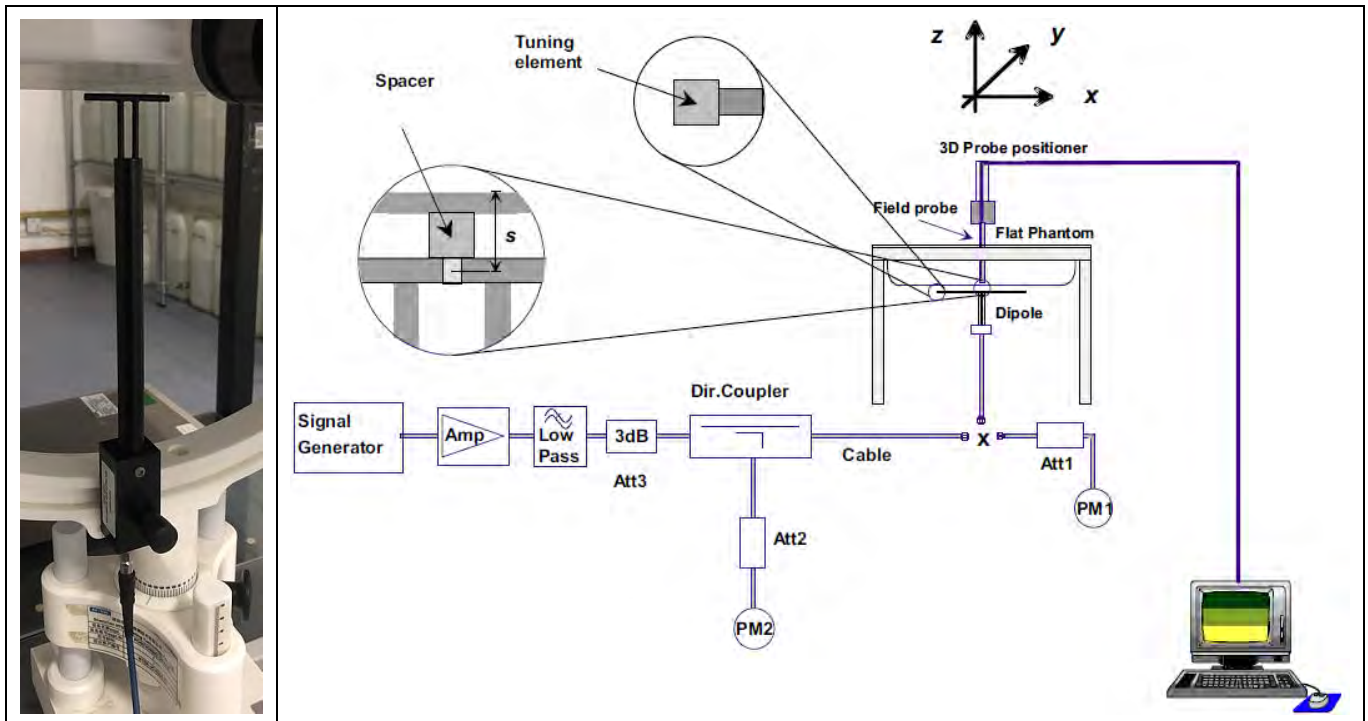 Tuning
element
Spacer
s
z
y
x
3D Probe positioner
Field probe
Flat Phantom
Dipole
Signal
Generator
Amp
Low
Pass
3dB
Att3
Dir.Coupler
Cable
x
Att1
PM1
Att2
PM2